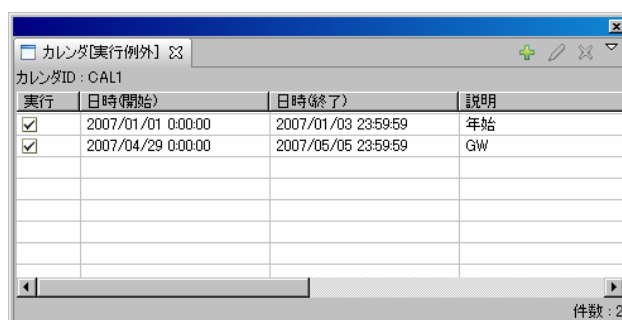 カレンダ[実行例外]
カレンダID : CAL1
実行 日時(開始) 日時(終了) 説明
2007/01/01 0:00:00 2007/01/03 23:59:59 年始
2007/04/29 0:00:00 2007/05/05 23:59:59 GW
件数 : 2